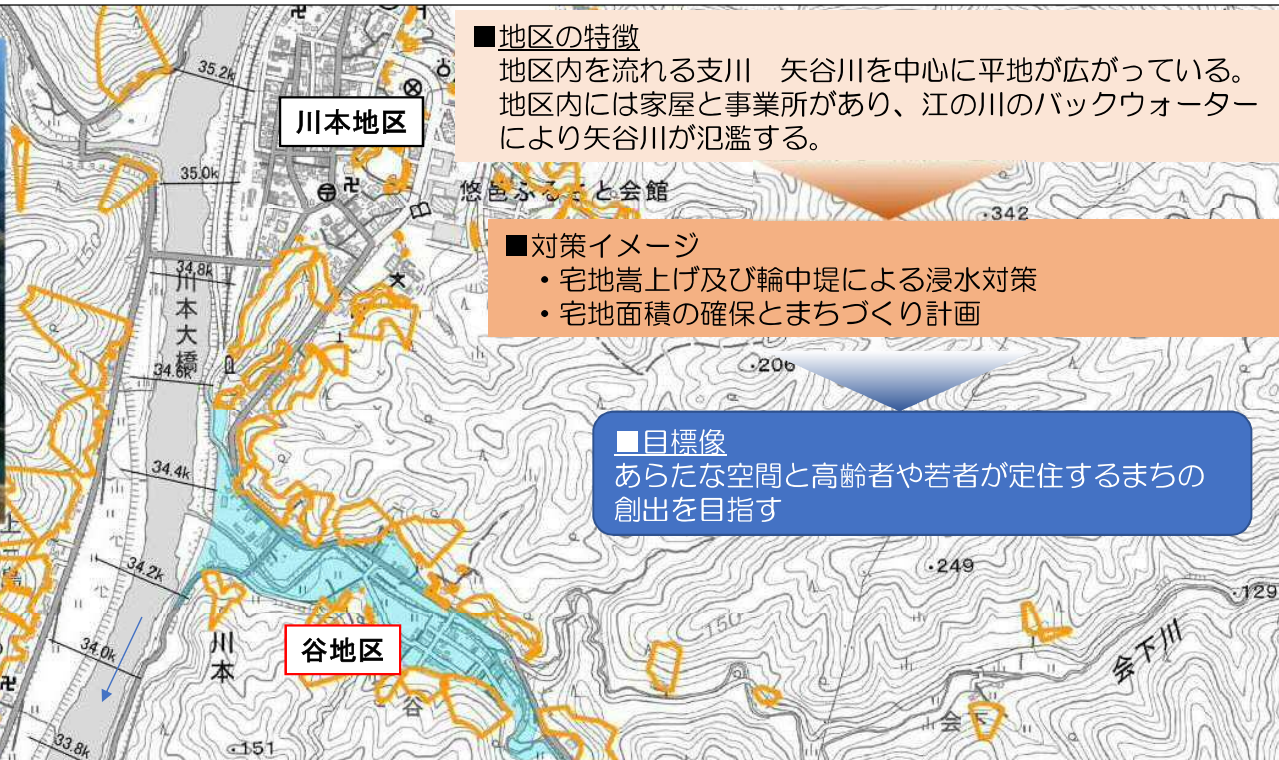 ■地区の特徴
地区内を流れる支川　矢谷川を中心に平地が広がっている。
地区内には家屋と事業所があり、江の川のバックウォーター
により矢谷川が氾濫する。
■対策イメージ
・宅地嵩上げ及び輪中堤による浸水対策
・宅地面積の確保とまちづくり計画
■目標像
あらたな空間と高齢者や若者が定住するまちの
創出を目指す
川本地区
谷地区
悠邑ふるさと会館
川本大橋
川本
谷
会下
会下川
35.2k
35.0k
34.8k
34.6k
34.4k
34.2k
34.0k
33.8k
・342
・206
・249
・129
・151
150
150